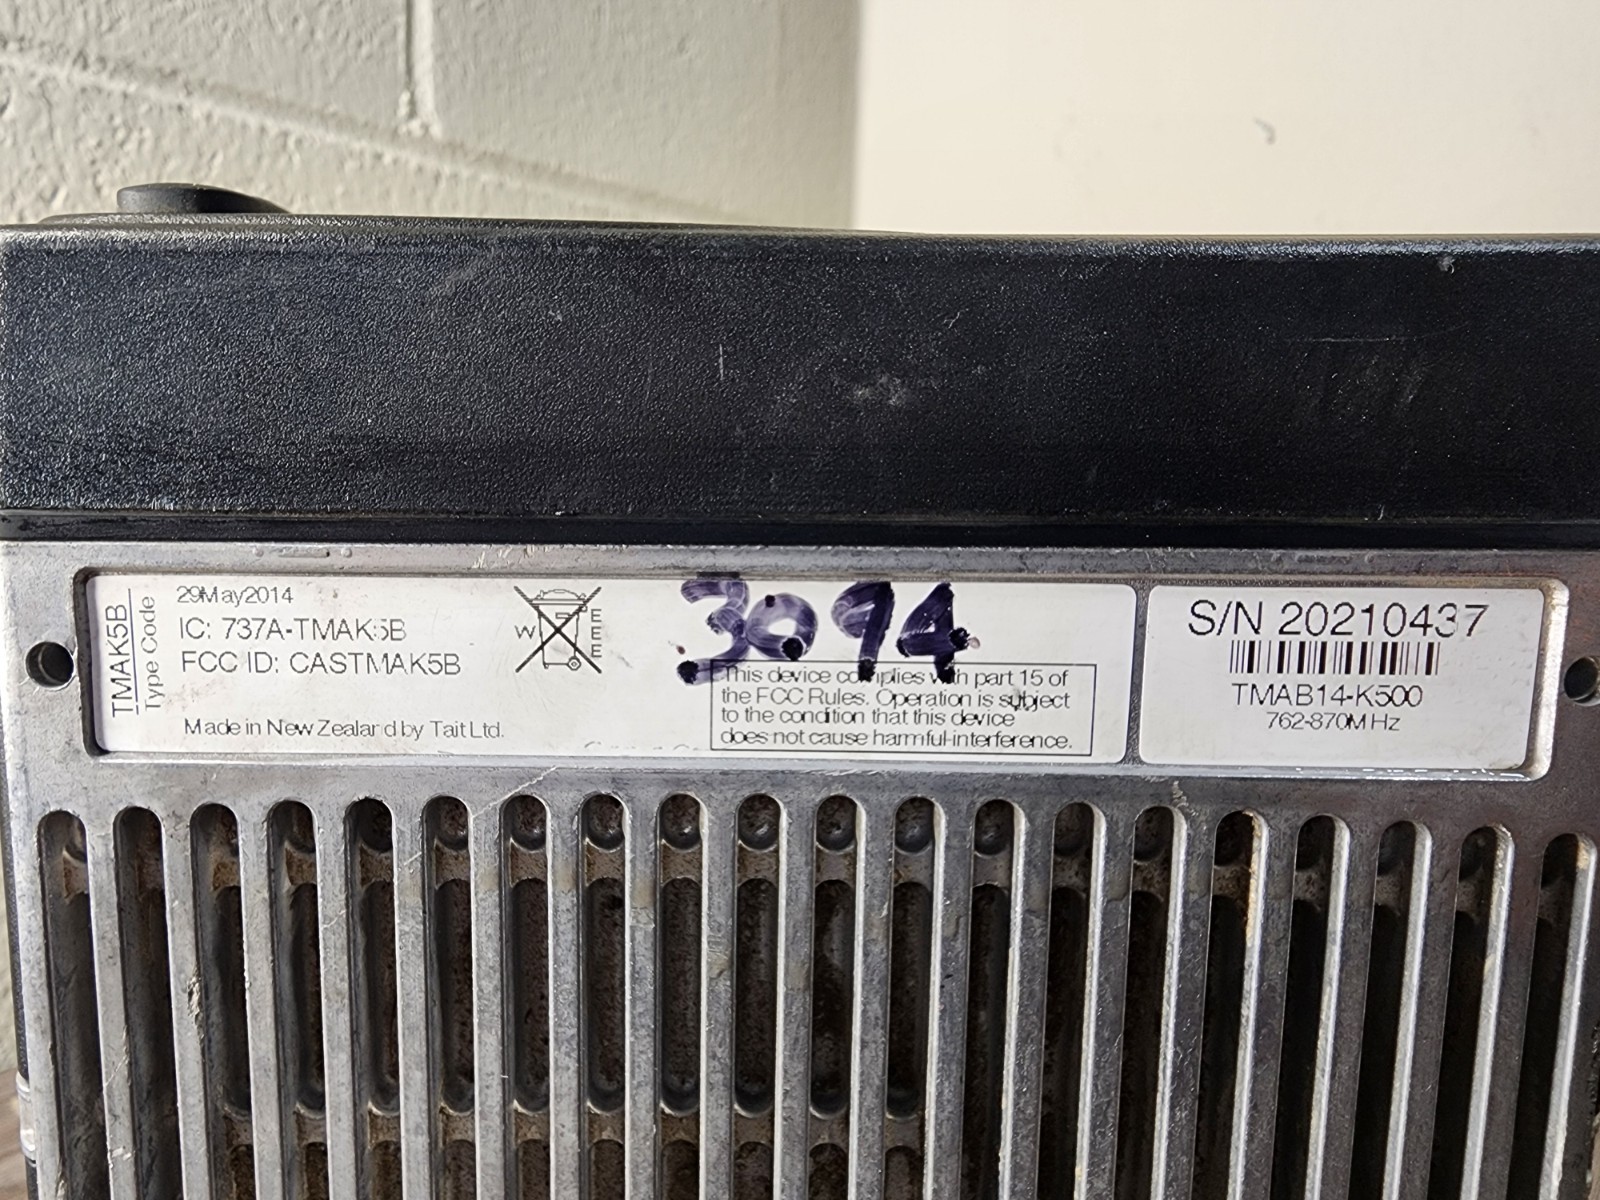 TMAK5B
Type Code
29May2014
IC: 737A-TMAK5B
FCC ID: CASTMAK5B
Made in New Zealand by Tait Ltd.
WEEE
3094
This device complies with part 15 of
the FCC Rules. Operation is subject
to the condition that this device
does not cause harmful interference.
S/N 20210437
TMAB14-K500
762-870MHz